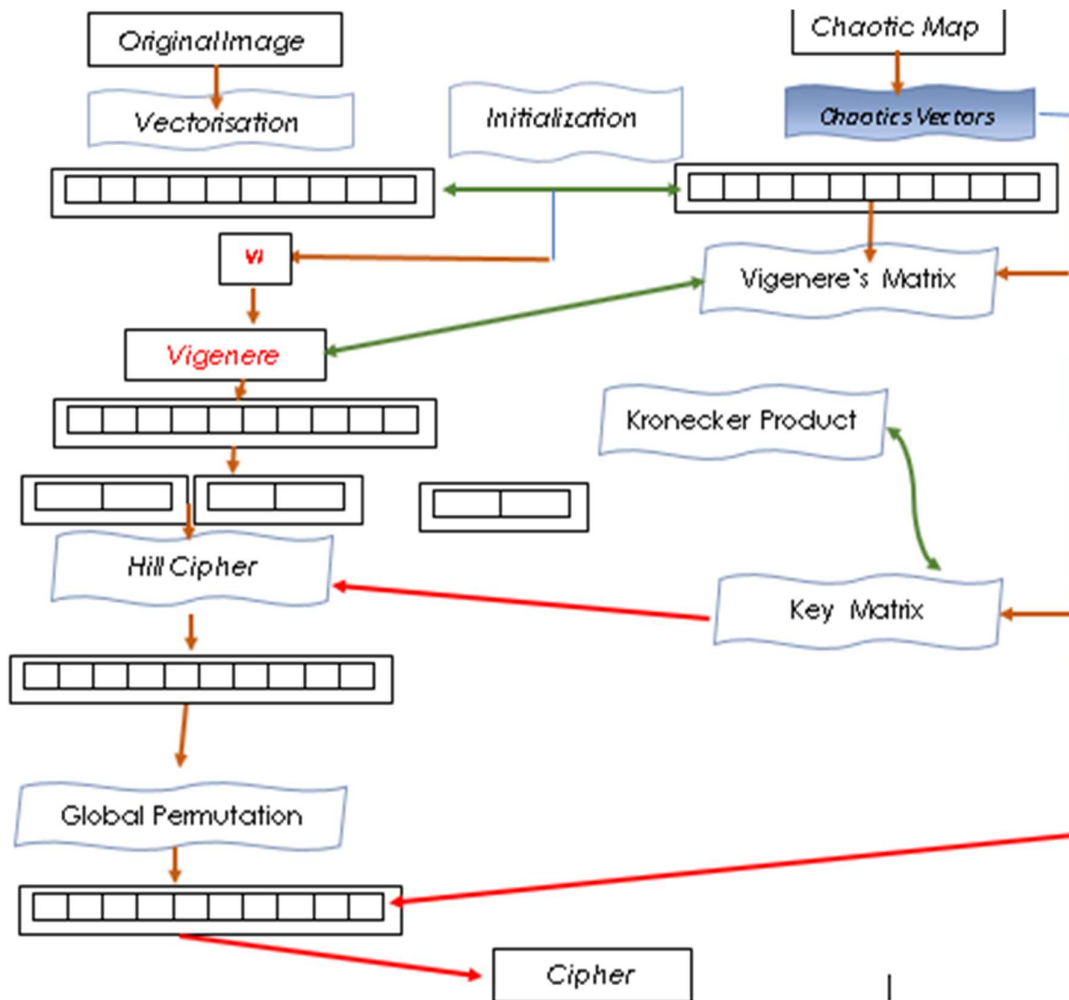 Original Image
Chaotic Map
Vectorisation
Initialization
Chaotics Vectors
VI
Vigenere's Matrix
Vigenere
Kronecker Product
Hill Cipher
Key Matrix
Global Permutation
Cipher